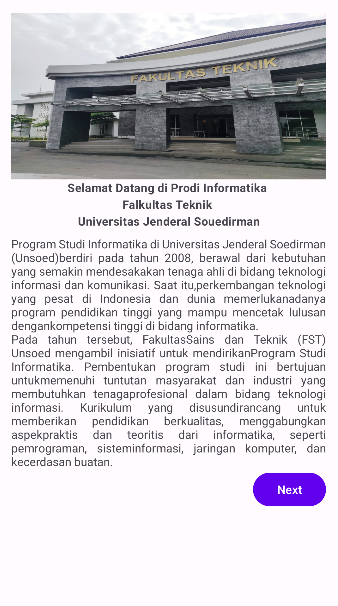 FAKULTAS TEKNIK
Selamat Datang di Prodi Informatika
Falkultas Teknik
Universitas Jenderal Souedirman
Program Studi Informatika di Universitas Jenderal Soedirman
(Unsoed)berdiri pada tahun 2008, berawal dari kebutuhan
yang semakin mendesakakan tenaga ahli di bidang teknologi
informasi dan komunikasi. Saat itu,perkembangan teknologi
yang pesat di Indonesia dan dunia memerlukanadanya
program pendidikan tinggi yang mampu mencetak lulusan
dengankompetensi tinggi di bidang informatika.
Pada tahun tersebut, FakultasSains dan Teknik (FST)
Unsoed mengambil inisiatif untuk mendirikanProgram Studi
Informatika. Pembentukan program studi ini bertujuan
untukmemenuhi tuntutan masyarakat dan industri yang
membutuhkan tenagaprofesional dalam bidang teknologi
informasi. Kurikulum yang disusundirancang untuk
memberikan pendidikan berkualitas, menggabungkan
aspekpraktis dan teoritis dari informatika, seperti
pemrograman, sisteminformasi, jaringan komputer, dan
kecerdasan buatan.
Next